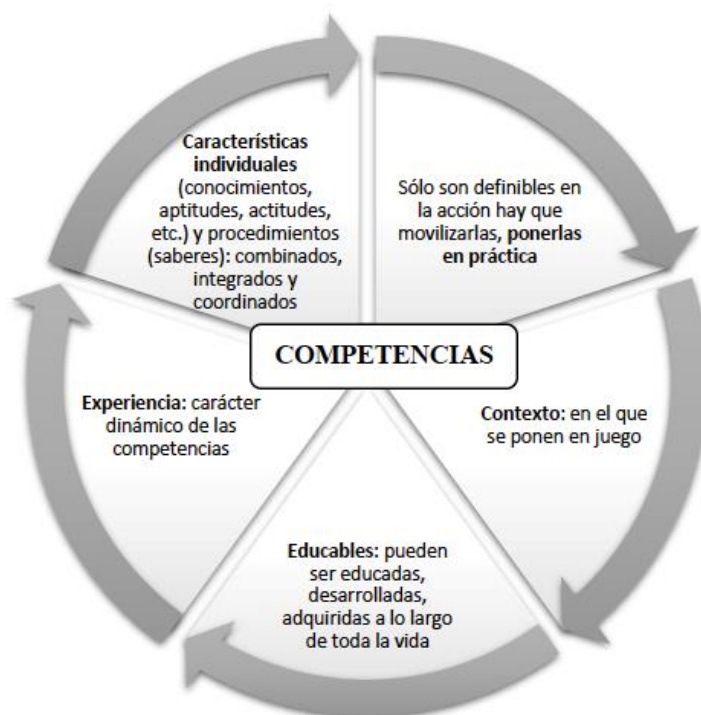 Características
individuales
(conocimientos,
aptitudes, actitudes,
etc.) y procedimientos
(saberes): combinados,
integrados y
coordinados
Sólo son definibles en
la acción hay que
movilizarlas, ponerlas
en práctica
COMPETENCIAS
Experiencia: carácter
dinámico de las
competencias
Contexto: en el que
se ponen en juego
Educables: pueden
ser educadas,
desarrolladas,
adquiridas a lo largo
de toda la vida